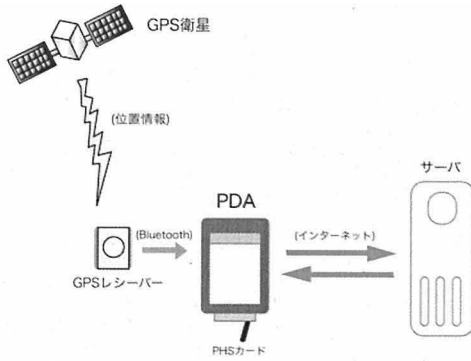 GPS衛星
(位置情報)
サーバ
PDA
(Bluetooth)
(インターネット)
GPSレシーバー
PHSカード